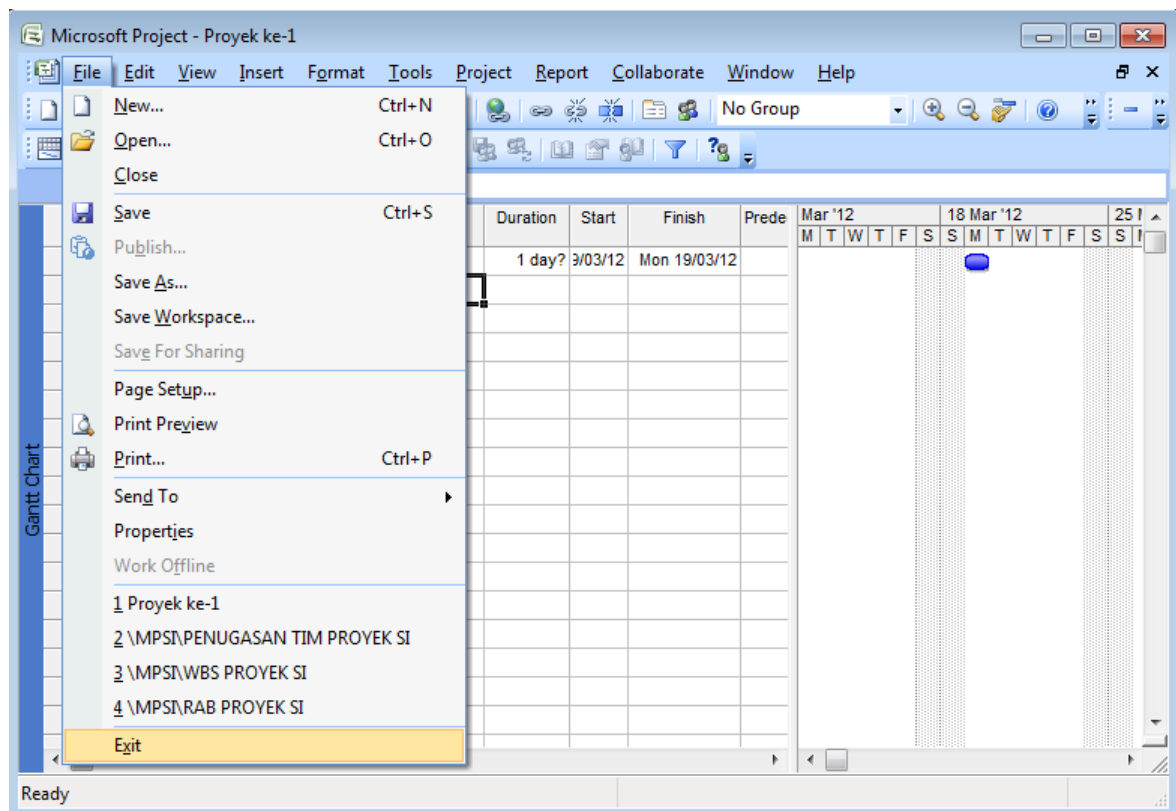 Microsoft Project - Proyek ke-1
File Edit View Insert Format Tools Project Report Collaborate Window Help
No Group
New... Ctrl+N
Open... Ctrl+O
Close
Save Ctrl+S
Publish...
Save As...
Save Workspace...
Save For Sharing
Page Setup...
Print Preview
Print... Ctrl+P
Send To
Properties
Work Offline
1 Proyek ke-1
2 \MPSI\PENUGASAN TIM PROYEK SI
3 \MPSI\WBS PROYEK SI
4 \MPSI\RAB PROYEK SI
Exit
Duration Start Finish Prede
1 day? 9/03/12 Mon 19/03/12
Mar '12 18 Mar '12 25
M T W T F S S M T W T F S S
Gantt Chart
Ready